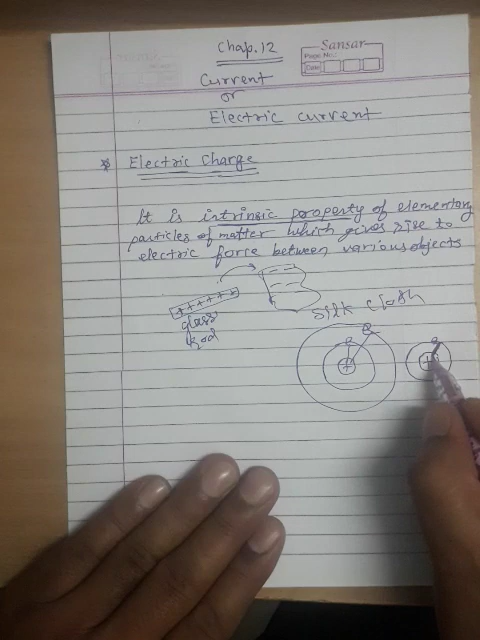 Chap. 12
Sansar
Page No.:
Date
Current
or
Electric current
* Electric Charge
It is intrinsic property of elementary
particles of matter which gives rise to
electric force between various objects
+ + + + + +
silk cloth
glass
Rod
e e
+
e
+